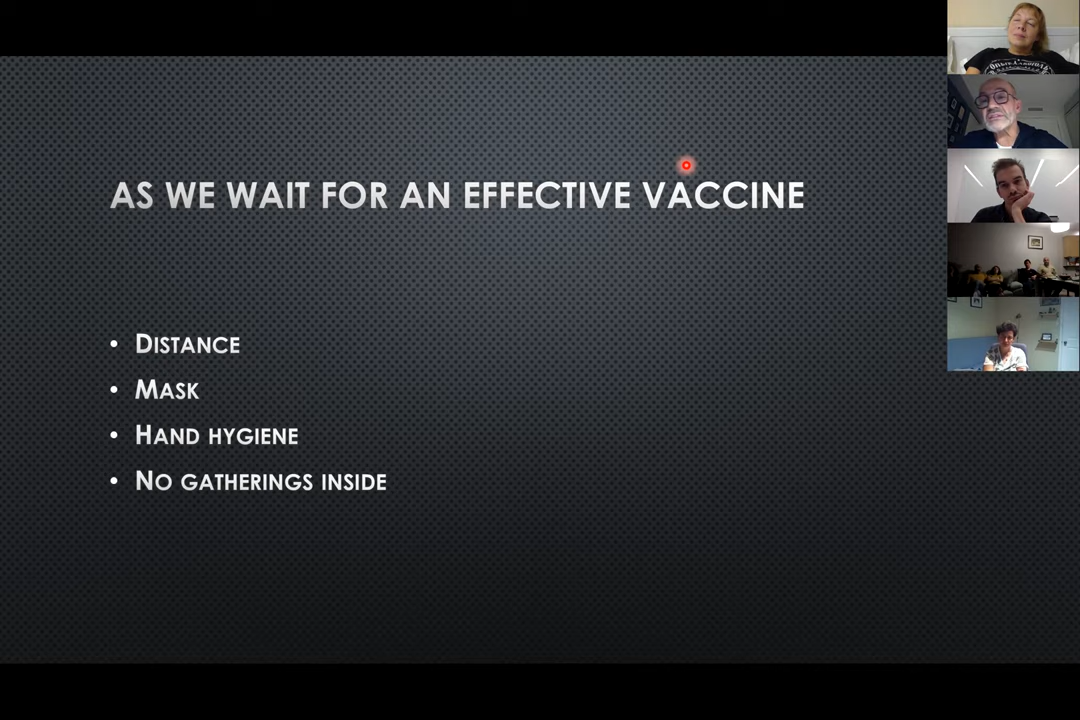 AS WE WAIT FOR AN EFFECTIVE VACCINE
• DISTANCE
• MASK
• HAND HYGIENE
• NO GATHERINGS INSIDE